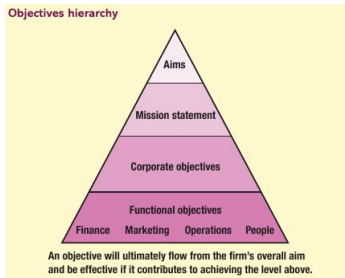 Objectives hierarchy
Aims
Mission statement
Corporate objectives
Functional objectives
Finance Marketing Operations People
An objective will ultimately flow from the firm's overall aim
and be effective if it contributes to achieving the level above.